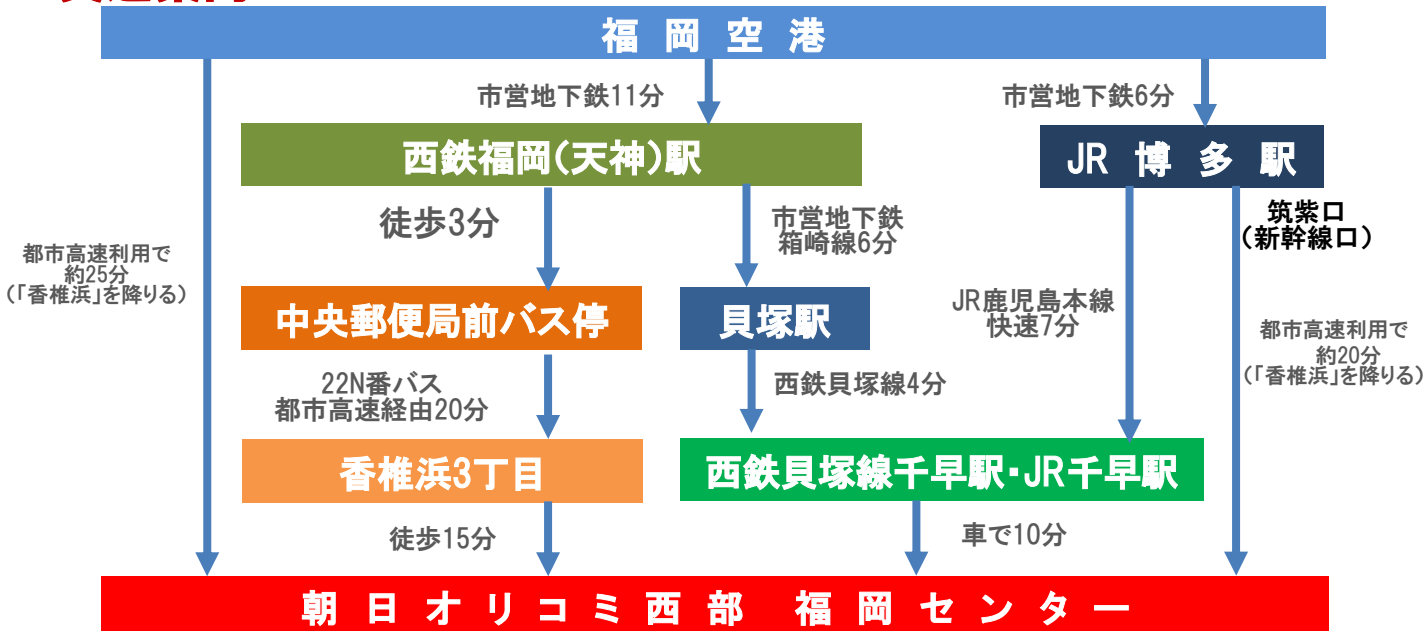 福岡空港
市営地下鉄11分
市営地下鉄6分
西鉄福岡(天神)駅
JR博多駅
徒歩3分
市営地下鉄
箱崎線6分
筑紫口
(新幹線口)
都市高速利用で
約25分
(「香椎浜」を降りる)
中央郵便局前バス停
貝塚駅
JR鹿児島本線
快速7分
都市高速利用で
約20分
(「香椎浜」を降りる)
22N番バス
都市高速経由20分
西鉄貝塚線4分
香椎浜3丁目
西鉄貝塚線千早駅・JR千早駅
徒歩15分
車で10分
朝日オリコミ西部 福岡センター